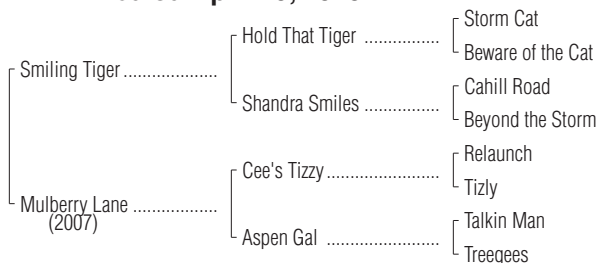 Storm Cat
Hold That Tiger ................
Beware of the Cat
Smiling Tiger ....................
Cahill Road
Shandra Smiles ................
Beyond the Storm
Relaunch
Cee's Tizzy ........................
Tizly
Mulberry Lane ..................
(2007)
Talkin Man
Aspen Gal ........................
Treegees